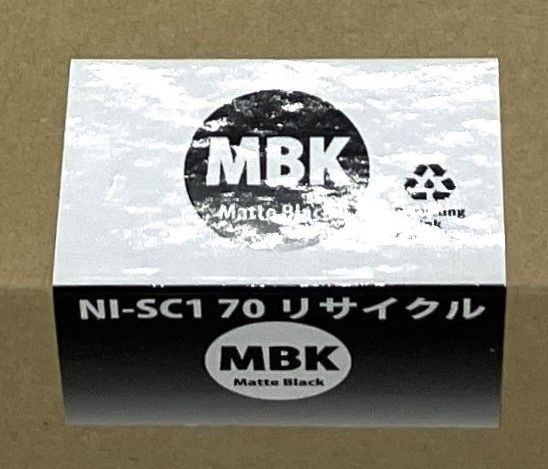 MBK
Matte Black
NI-SC1 70 リサイクル
MBK
Matte Black